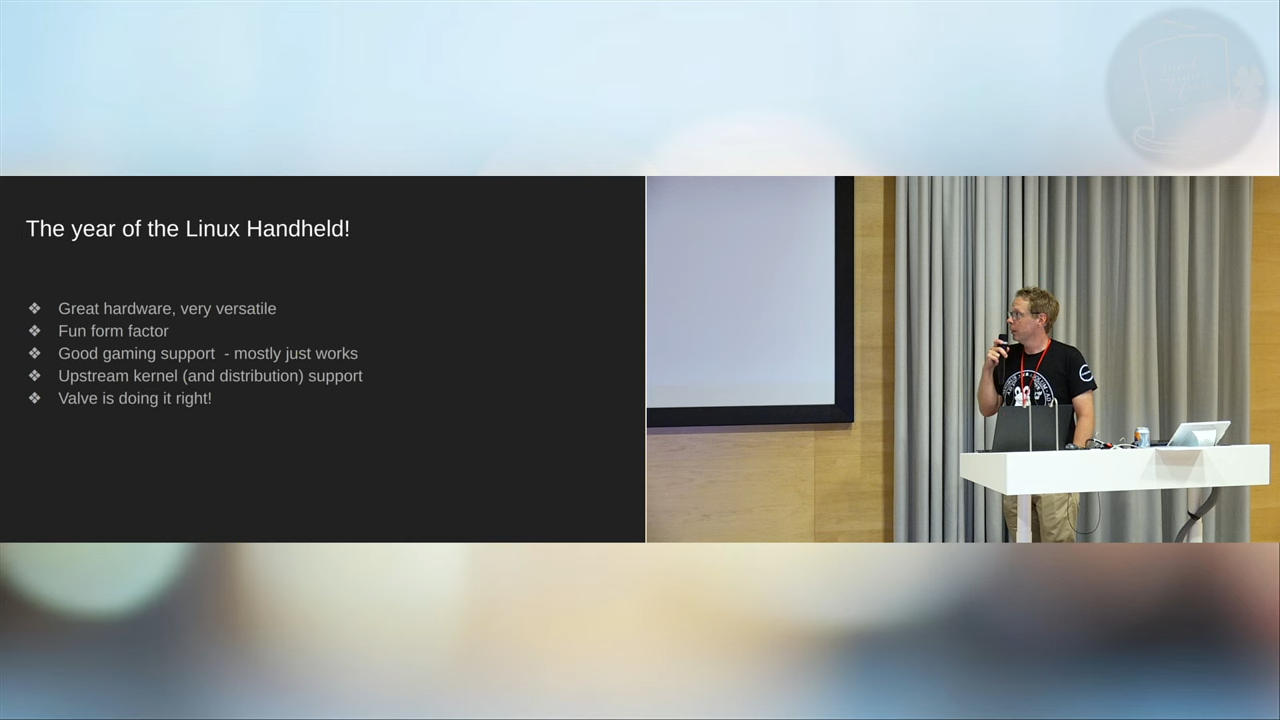 The year of the Linux Handheld!
❖ Great hardware, very versatile
❖ Fun form factor
❖ Good gaming support  - mostly just works
❖ Upstream kernel (and distribution) support
❖ Valve is doing it right!